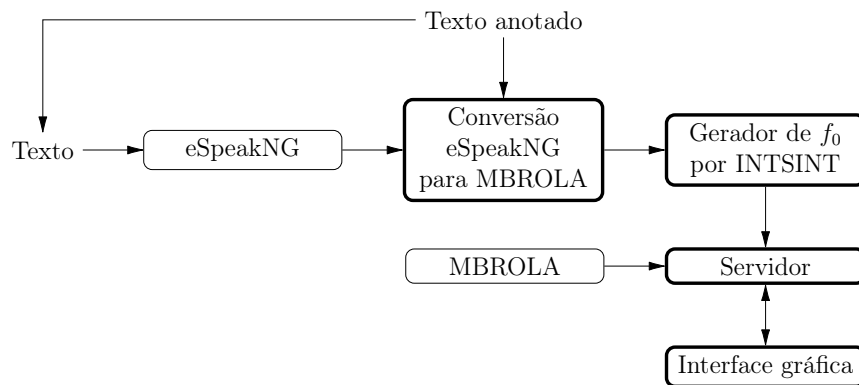 Texto anotado
Texto
eSpeakNG
Conversão
eSpeakNG
para MBROLA
Gerador de f₀
por INTSINT
MBROLA
Servidor
Interface gráfica